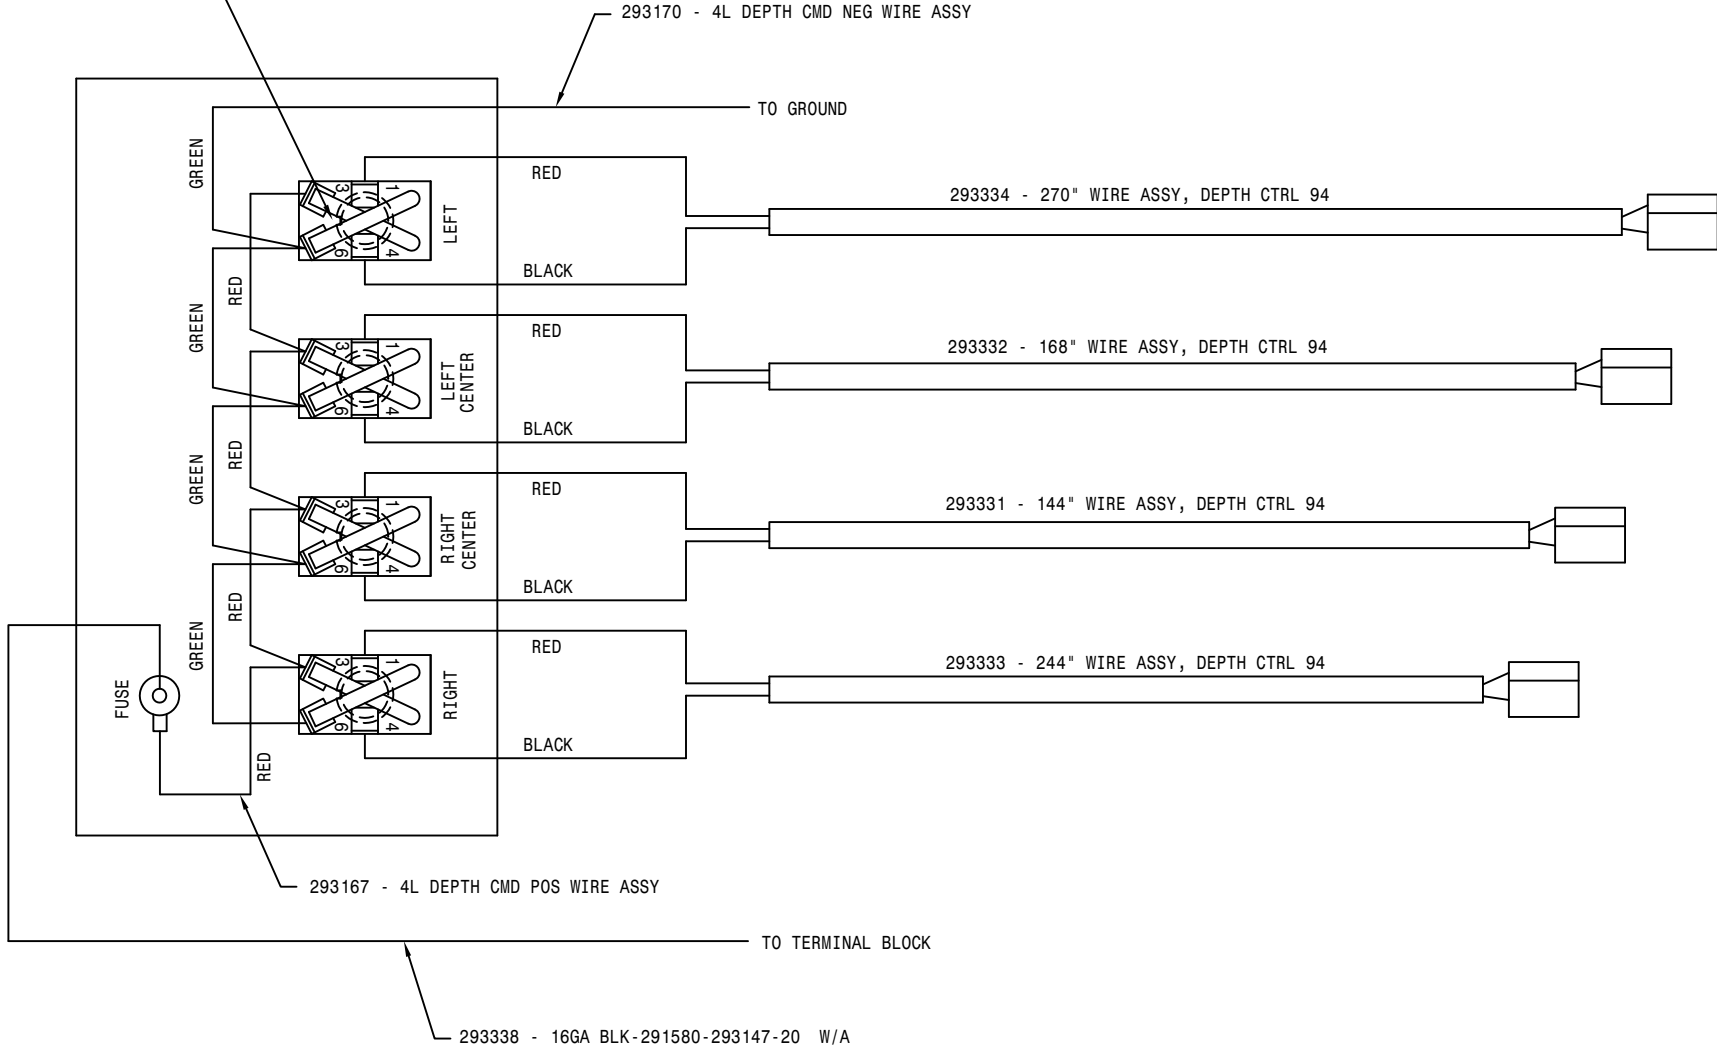 293170 - 4L DEPTH CMD NEG WIRE ASSY
TO GROUND
GREEN
RED
3
1
6
4
LEFT
293334 - 270" WIRE ASSY, DEPTH CTRL 94
BLACK
RED
GREEN
RED
3
1
6
4
LEFT
CENTER
293332 - 168" WIRE ASSY, DEPTH CTRL 94
BLACK
RED
GREEN
RED
3
1
6
4
RIGHT
CENTER
293331 - 144" WIRE ASSY, DEPTH CTRL 94
BLACK
RED
GREEN
RED
3
1
6
4
RIGHT
293333 - 244" WIRE ASSY, DEPTH CTRL 94
FUSE
BLACK
RED
293167 - 4L DEPTH CMD POS WIRE ASSY
TO TERMINAL BLOCK
293338 - 16GA BLK-291580-293147-20 W/A